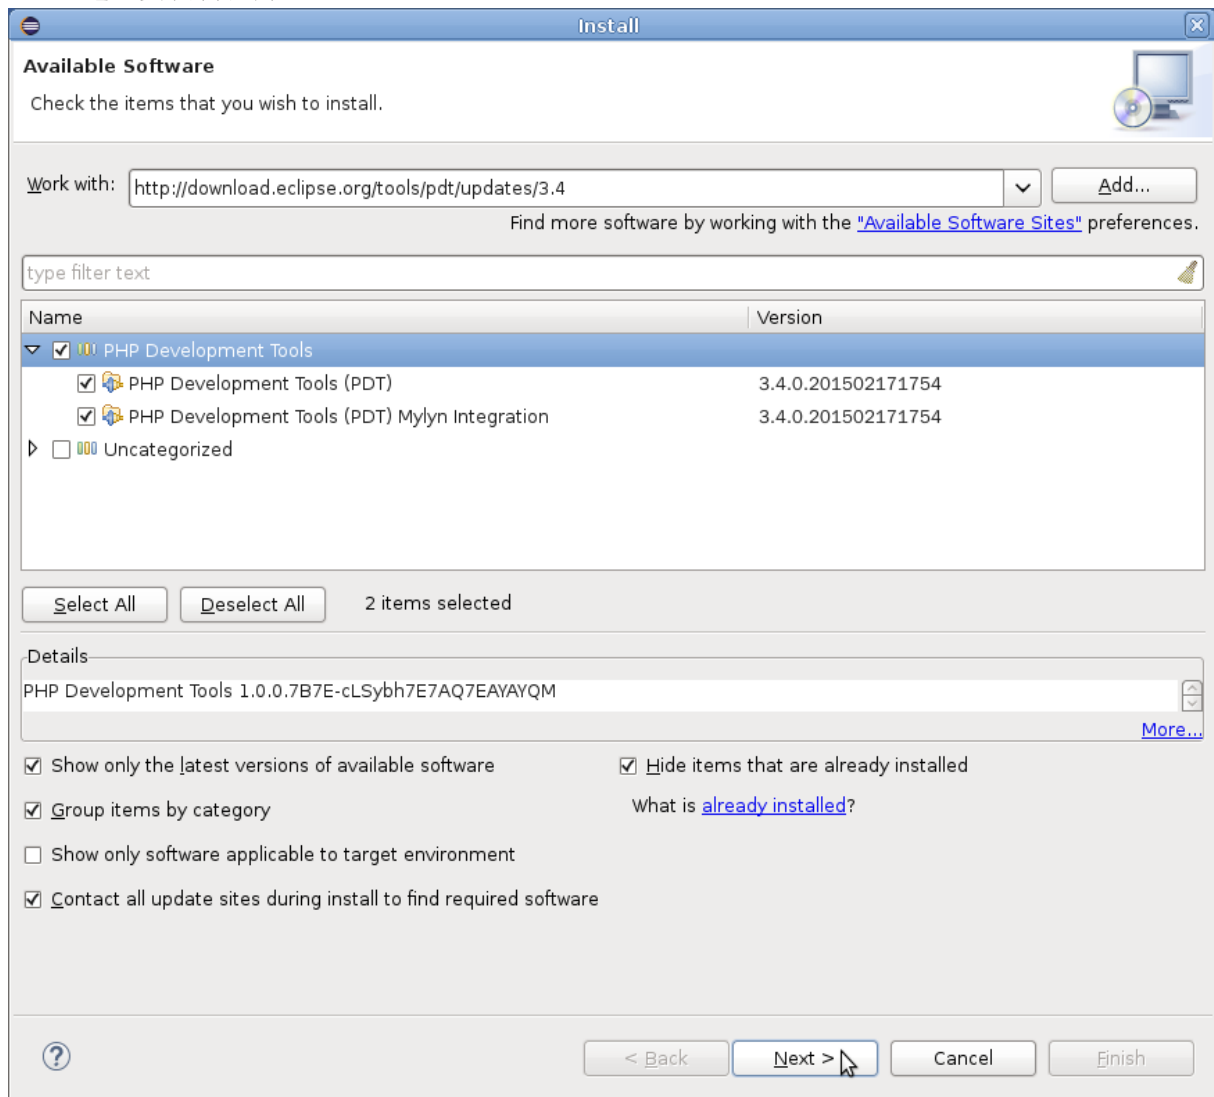 Install
Available Software
Check the items that you wish to install.
Work with: http://download.eclipse.org/tools/pdt/updates/3.4 Add...
Find more software by working with the "Available Software Sites" preferences.
type filter text
Name Version
PHP Development Tools
PHP Development Tools (PDT) 3.4.0.201502171754
PHP Development Tools (PDT) Mylyn Integration 3.4.0.201502171754
Uncategorized
Select All Deselect All 2 items selected
Details
PHP Development Tools 1.0.0.7B7E-cLSybh7E7AQ7EAYAYQM
More...
Show only the latest versions of available software Hide items that are already installed
Group items by category What is already installed?
Show only software applicable to target environment
Contact all update sites during install to find required software
? < Back Next > Cancel Finish